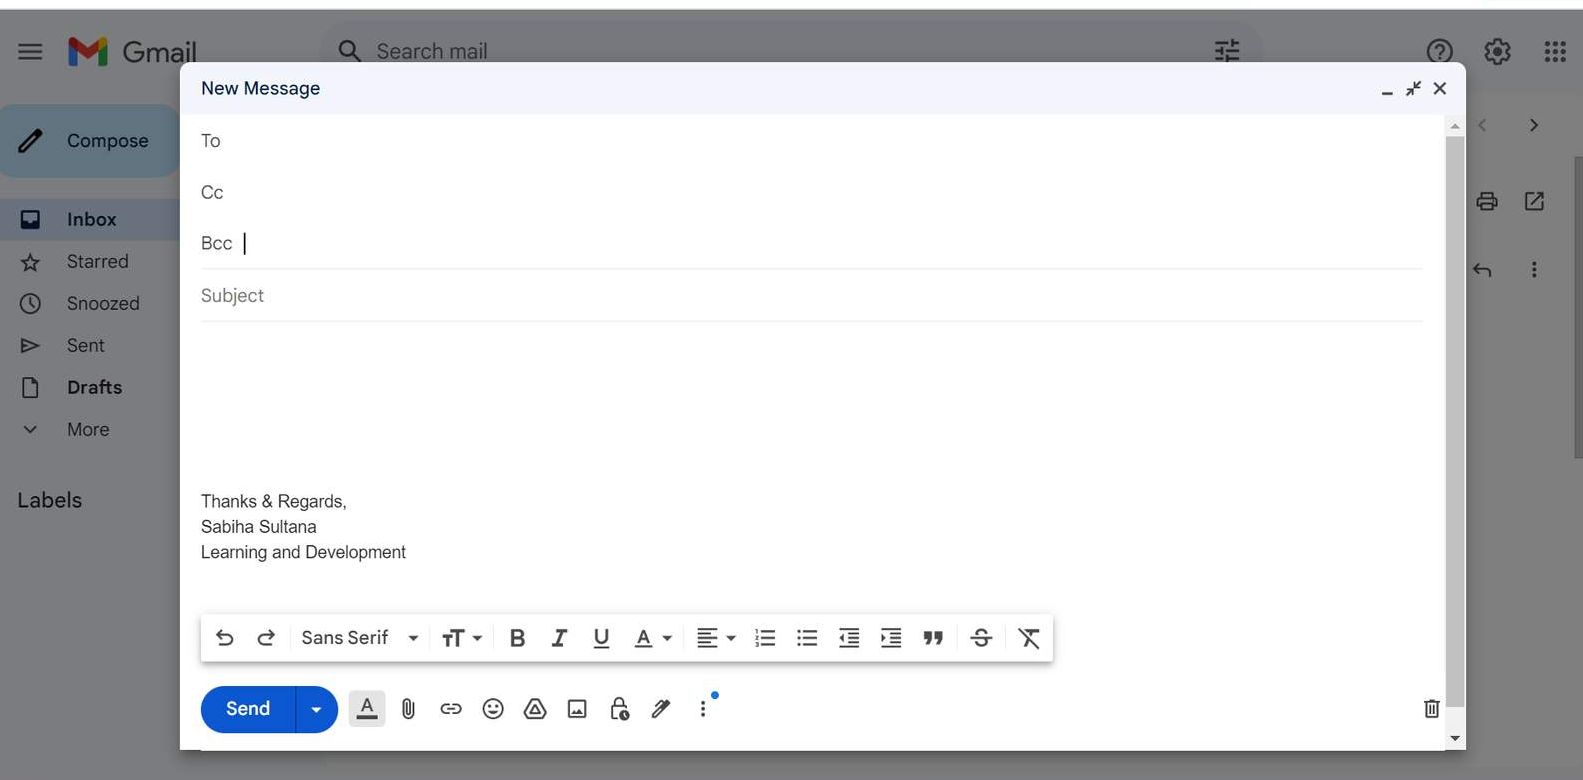 Gmail
Search mail
New Message
Compose
To
Cc
Inbox
Bcc
Starred
Subject
Snoozed
Sent
Drafts
More
Labels
Thanks & Regards,
Sabiha Sultana
Learning and Development
Sans Serif
Send